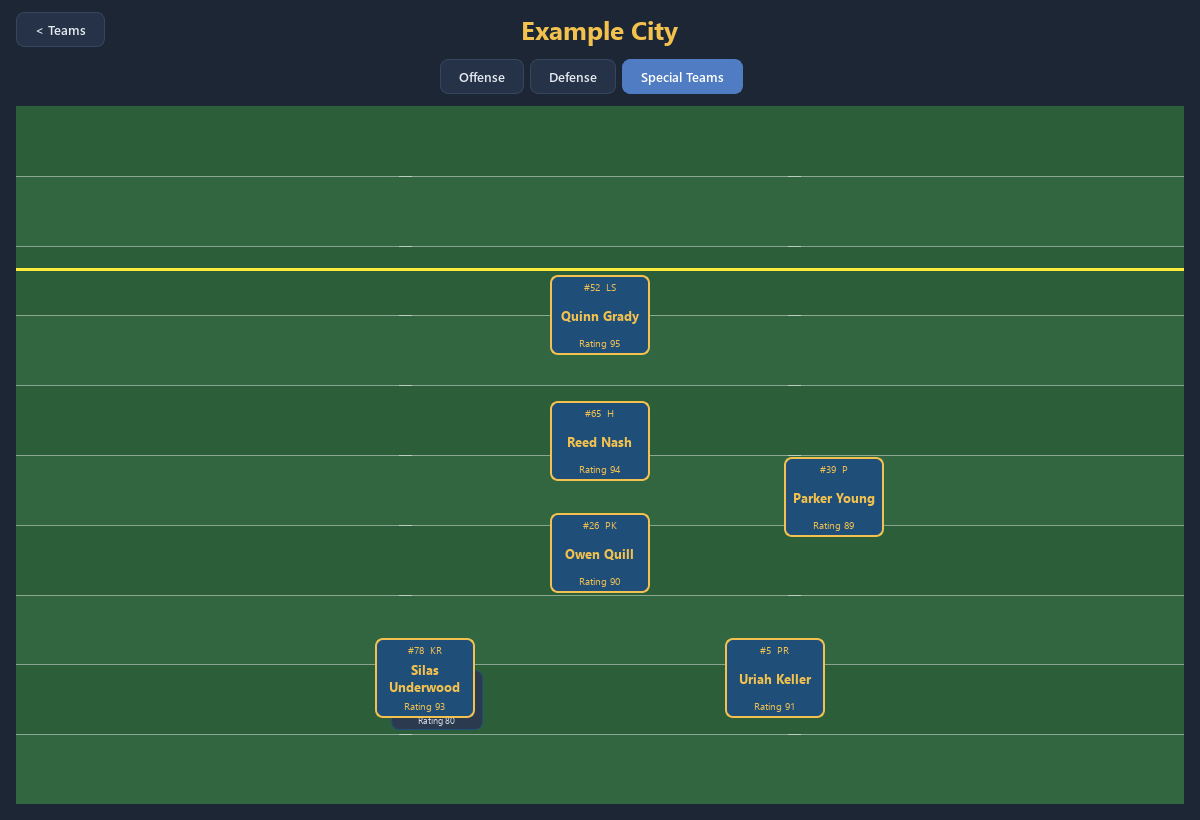 < Teams
Example City
Offense
Defense
Special Teams
#52 LS
Quinn Grady
Rating 95
#65 H
Reed Nash
Rating 94
#39 P
Parker Young
Rating 89
#26 PK
Owen Quill
Rating 90
#78 KR
Silas
Underwood
Rating 93
Rating 80
#5 PR
Uriah Keller
Rating 91